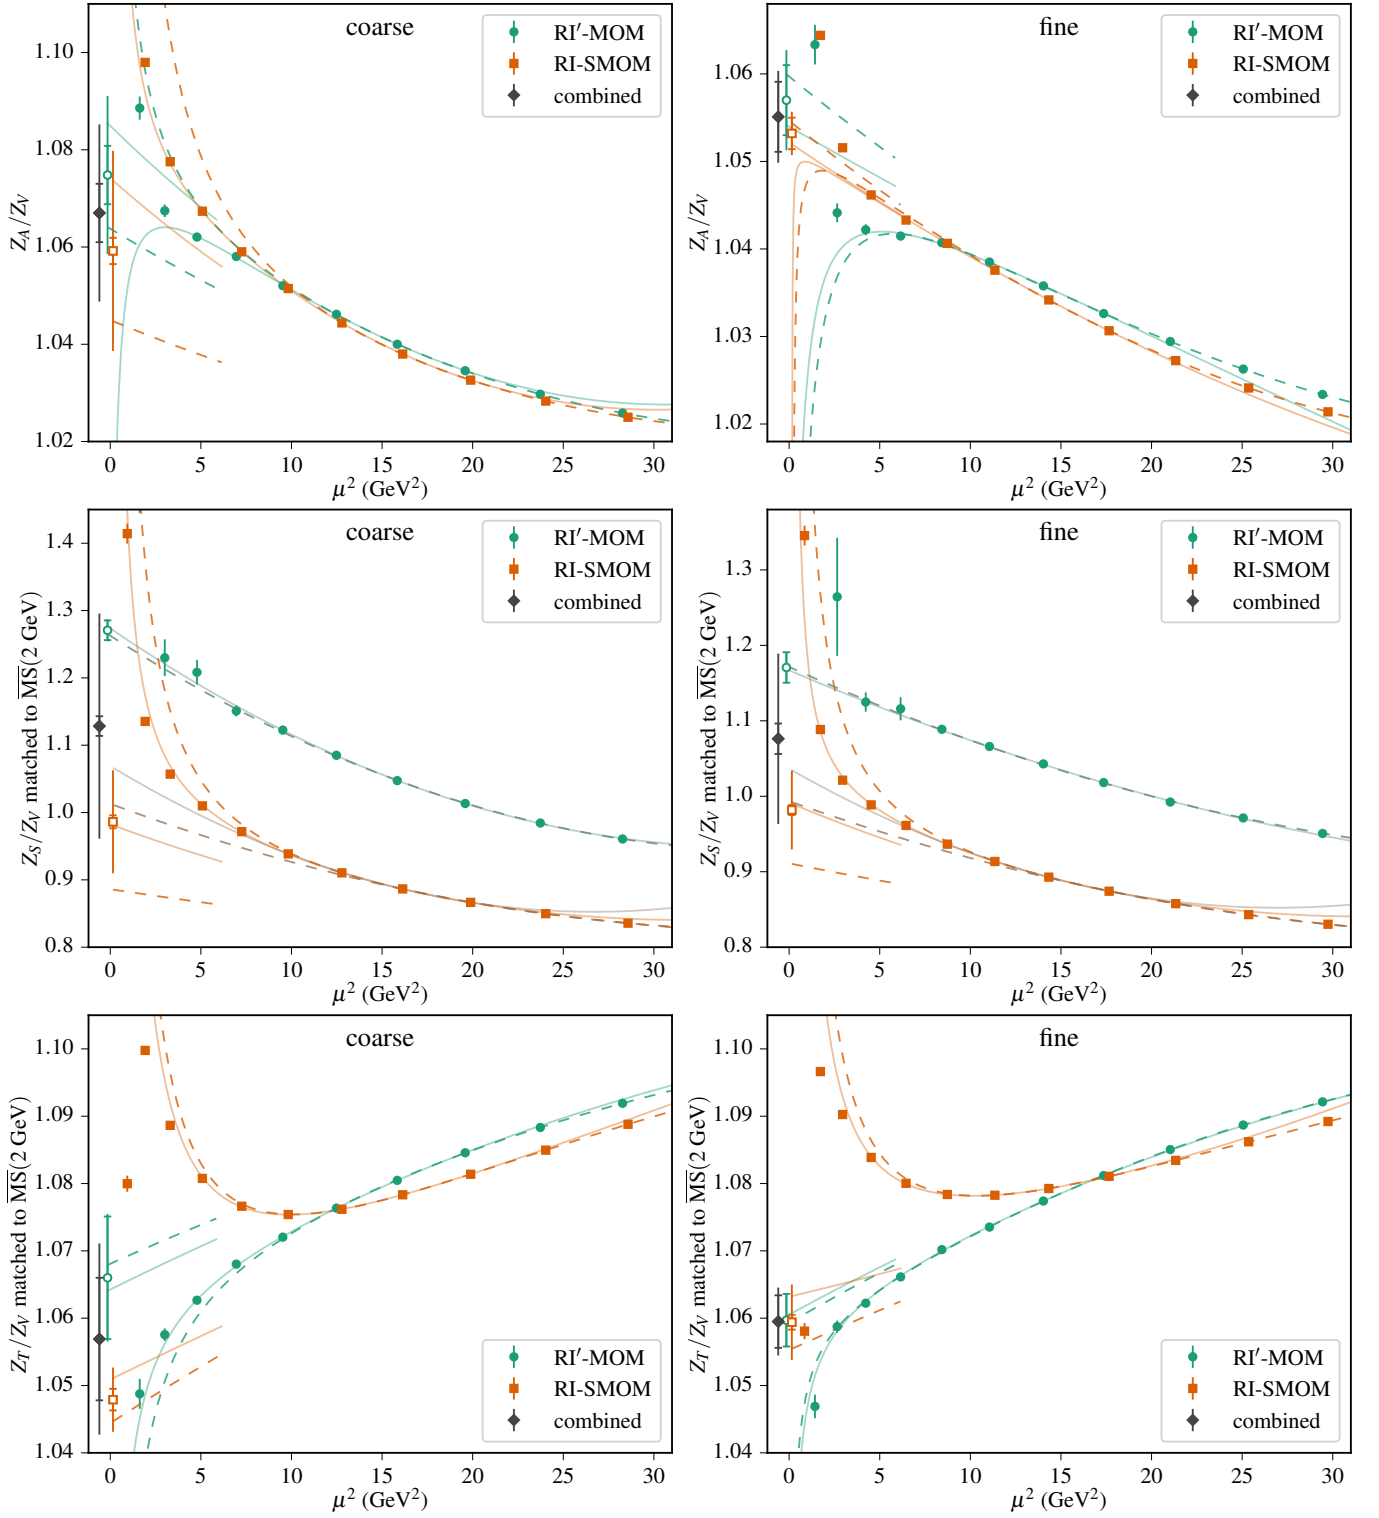 coarse
RI′-MOM
RI-SMOM
combined
Z_A/Z_V
1.10
1.08
1.06
1.04
1.02
0 5 10 15 20 25 30
μ² (GeV²)
fine
RI′-MOM
RI-SMOM
combined
Z_A/Z_V
1.06
1.05
1.04
1.03
1.02
0 5 10 15 20 25 30
μ² (GeV²)
coarse
RI′-MOM
RI-SMOM
combined
Z_S/Z_V matched to M̅S̅(2 GeV)
1.4
1.3
1.2
1.1
1.0
0.9
0.8
0 5 10 15 20 25 30
μ² (GeV²)
fine
RI′-MOM
RI-SMOM
combined
Z_S/Z_V matched to M̅S̅(2 GeV)
1.3
1.2
1.1
1.0
0.9
0.8
0 5 10 15 20 25 30
μ² (GeV²)
coarse
Z_T/Z_V matched to M̅S̅(2 GeV)
1.10
1.09
1.08
1.07
1.06
1.05
1.04
RI′-MOM
RI-SMOM
combined
0 5 10 15 20 25 30
μ² (GeV²)
fine
Z_T/Z_V matched to M̅S̅(2 GeV)
1.10
1.09
1.08
1.07
1.06
1.05
1.04
RI′-MOM
RI-SMOM
combined
0 5 10 15 20 25 30
μ² (GeV²)